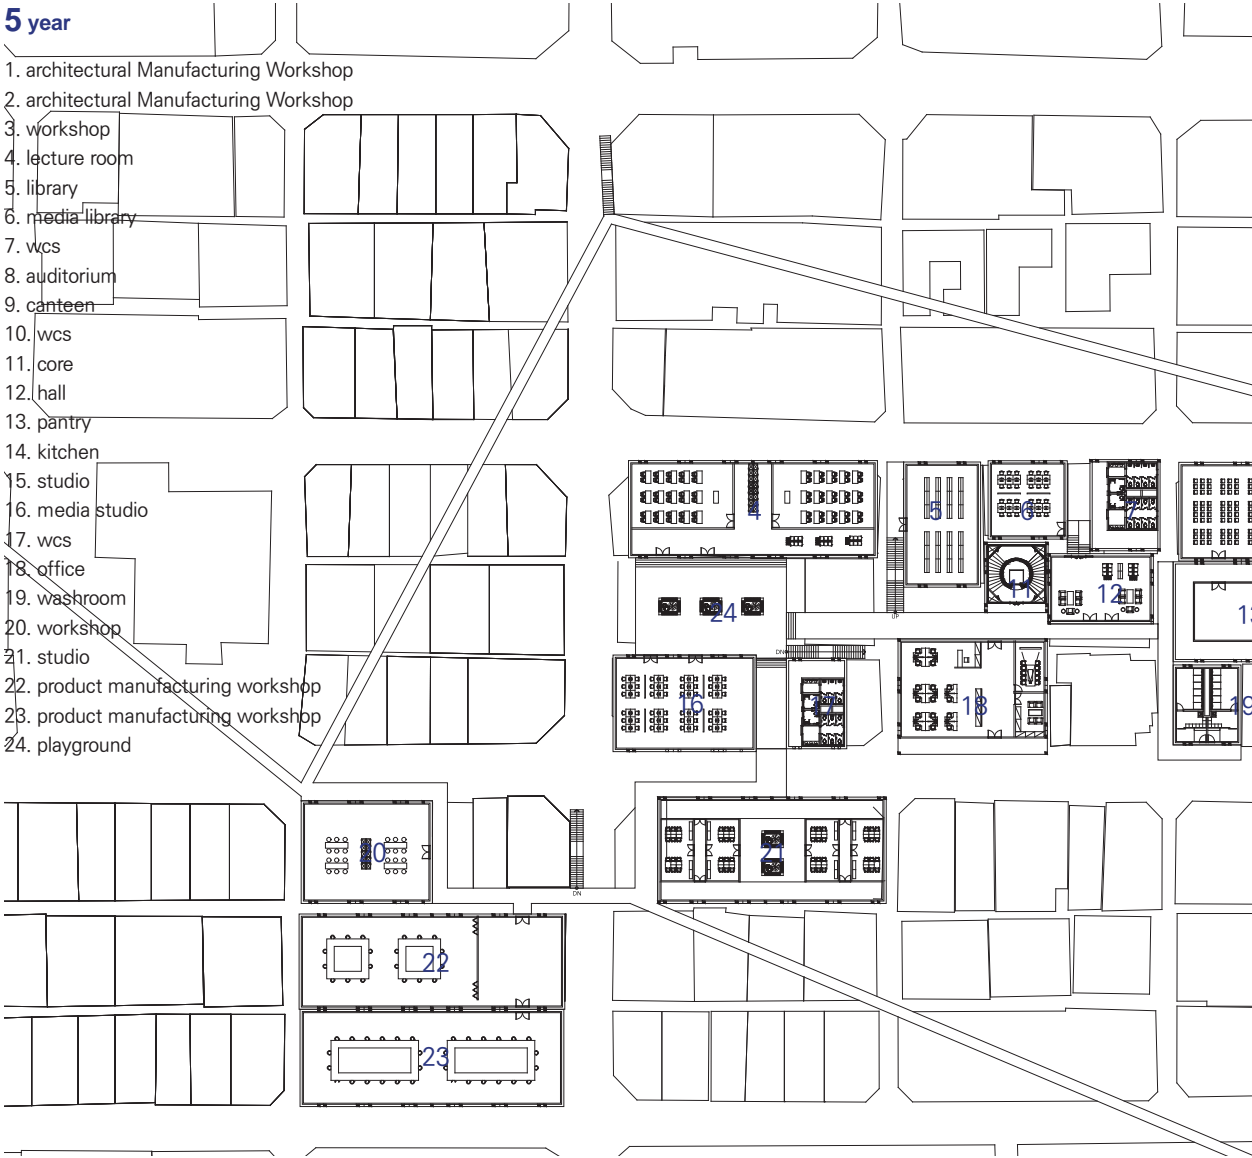 5 year
1. architectural Manufacturing Workshop
2. architectural Manufacturing Workshop
3. workshop
4. lecture room
5. library
6. media library
7. wcs
8. auditorium
9. canteen
10. wcs
11. core
12. hall
13. pantry
14. kitchen
15. studio
16. media studio
17. wcs
18. office
19. washroom
20. workshop
21. studio
22. product manufacturing workshop
23. product manufacturing workshop
24. playground
4
5
6
7
11
12
24
13
UP
DN
16
17
18
19
20
21
DN
22
23